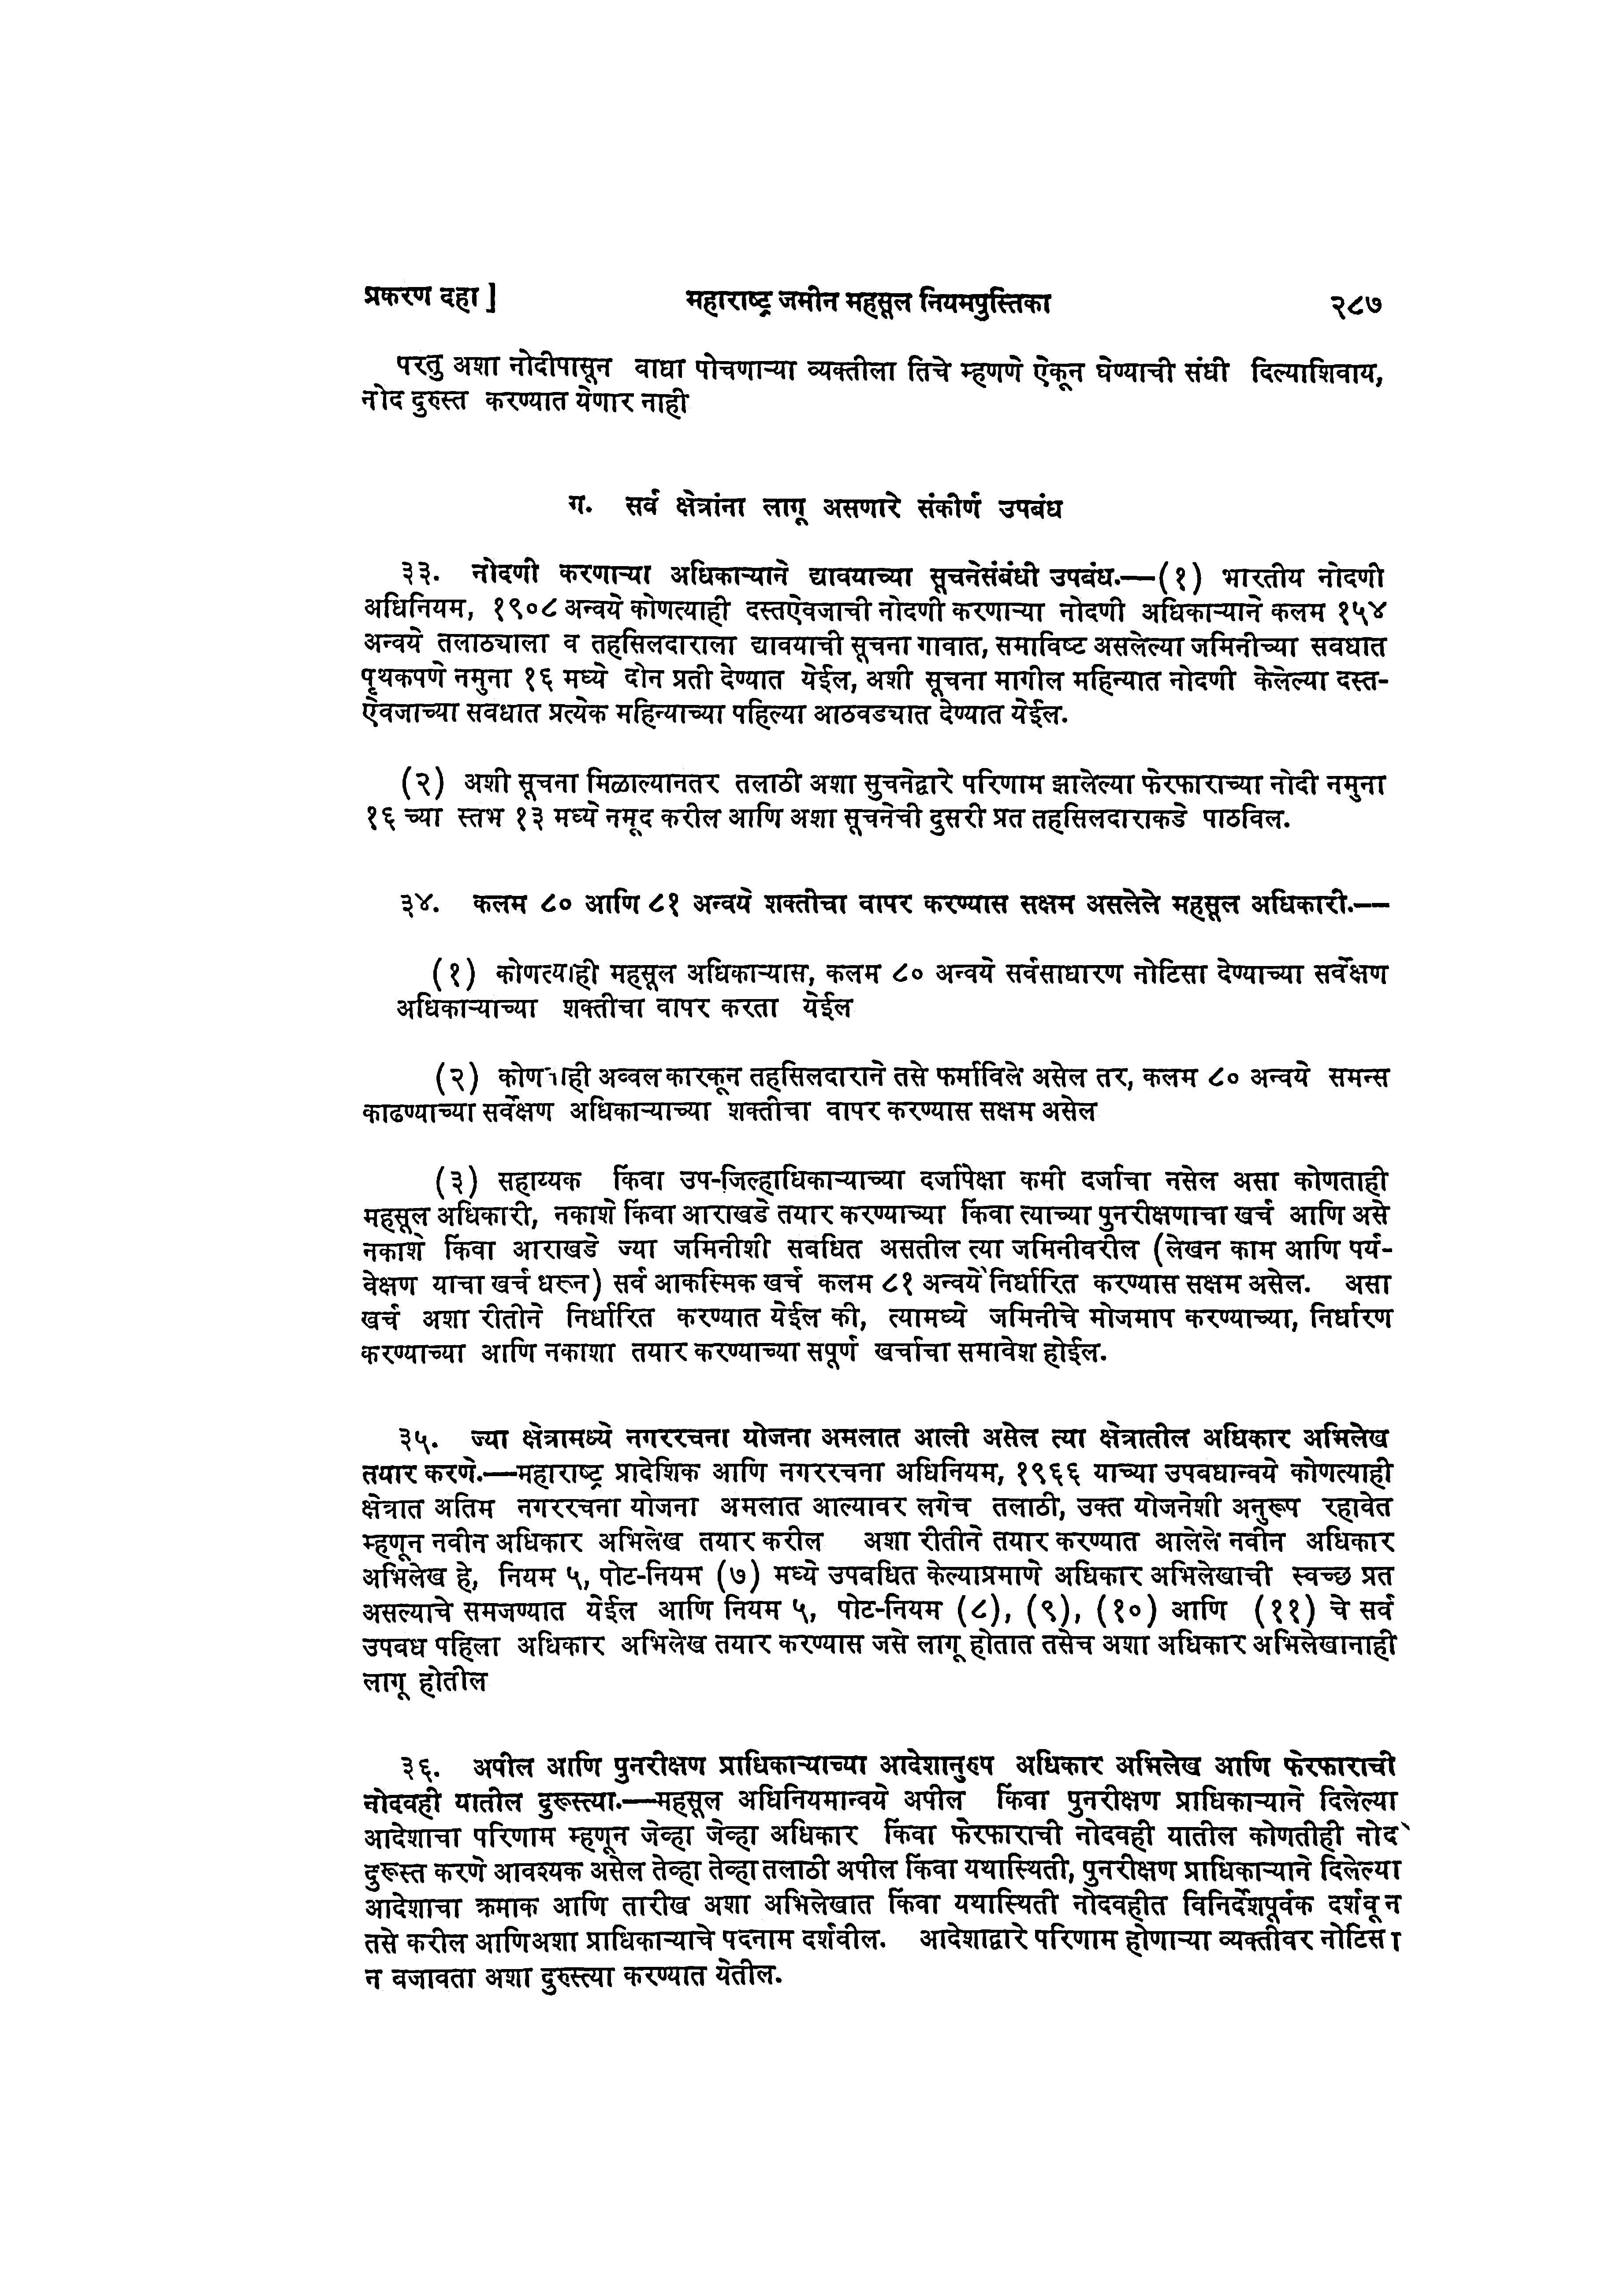 प्रकरण दहा] महाराष्ट्र जमीन महसूल नियमपुस्तिका २८७
परतु अशा नोदीपासून वाधा पोचणाऱ्या व्यक्तीला तिचे म्हणणे ऐकून घेण्याची संधी दिल्याशिवाय,
नोद दुरुस्त करण्यात येणार नाही
ग. सर्व क्षेत्रांना लागू असणारे संकीर्ण उपबंध
३३. नोदणी करणाऱ्या अधिकाऱ्याने द्यावयाच्या सूचनेसंबंधी उपबंध.—(१) भारतीय नोदणी
अधिनियम, १९०८ अन्वये कोणत्याही दस्तऐवजाची नोदणी करणाऱ्या नोदणी अधिकाऱ्याने कलम १५४
अन्वये तलाठ्याला व तहसिलदाराला द्यावयाची सूचना गावात, समाविष्ट असलेल्या जमिनीच्या सवधात
पृथकपणे नमुना १६ मध्ये दोन प्रती देण्यात येईल, अशी सूचना मागील महिन्यात नोदणी केलेल्या दस्त-
ऐवजाच्या सवधात प्रत्येक महिन्याच्या पहिल्या आठवड्यात देण्यात येईल.
(२) अशी सूचना मिळाल्यानतर तलाठी अशा सुचनेद्वारे परिणाम झालेल्या फेरफाराच्या नोदी नमुना
१६ च्या स्तभ १३ मध्ये नमूद करील आणि अशा सूचनेची दुसरी प्रत तहसिलदाराकडे पाठविल.
३४. कलम ८० आणि ८१ अन्वये शक्तीचा वापर करण्यास सक्षम असलेले महसूल अधिकारी.——
(१) कोणत्याही महसूल अधिकाऱ्यास, कलम ८० अन्वये सर्वसाधारण नोटिसा देण्याच्या सर्वेक्षण
अधिकाऱ्याच्या शक्तीचा वापर करता येईल
(२) अव्वल कारकून तहसिलदाराने तसे फर्माविले असेल तर, कलम ८० अन्वये समन्स
काढण्याच्या सर्वेक्षण अधिकाऱ्याच्या शक्तीचा वापर करण्यास सक्षम असेल
(३) सहाय्यक किंवा उप-जिल्हाधिकाऱ्याच्या दर्जापेक्षा कमी दर्जाचा नसेल असा कोणताही
महसूल अधिकारी, नकाशे किंवा आराखडे तयार करण्याच्या किंवा त्याच्या पुनरीक्षणाचा खर्च आणि असे
नकाशे किंवा आराखडे ज्या जमिनीशी सबधित असतील त्या जमिनीवरील (लेखन काम आणि पर्य-
वेक्षण याचा खर्च धरून) सर्व आकस्मिक खर्च कलम ८१ अन्वये निर्धारित करण्यास सक्षम असेल. असा
खर्च अशा रीतीने निर्धारित करण्यात येईल की, त्यामध्ये जमिनीचे मोजमाप करण्याच्या, निर्धारण
करण्याच्या आणि नकाशा तयार करण्याच्या सपूर्ण खर्चाचा समावेश होईल.
३५. ज्या क्षेत्रामध्ये नगररचना योजना अमलात आली असेल त्या क्षेत्रातील अधिकार अभिलेख
तयार करणे.—महाराष्ट्र प्रादेशिक आणि नगररचना अधिनियम, १९६६ याच्या उपबधान्वये कोणत्याही
क्षेत्रात अतिम नगररचना योजना अमलात आल्यावर लगेच तलाठी, उक्त योजनेशी अनुरूप रहावेत
म्हणून नवीन अधिकार अभिलेख तयार करील अशा रीतीने तयार करण्यात आलेले नवीन अधिकार
अभिलेख हे, नियम ५, पोट-नियम (७) मध्ये उपबधित केल्याप्रमाणे अधिकार अभिलेखाची स्वच्छ प्रत
असल्याचे समजण्यात येईल आणि नियम ५, पोट-नियम (८), (९), (१०) आणि (११) चे सर्व
उपवध पहिला अधिकार अभिलेख तयार करण्यास जसे लागू होतात तसेच अशा अधिकार अभिलेखानाही
लागू होतील
३६. अपील आणि पुनरीक्षण प्राधिकाऱ्याच्या आदेशानुरुप अधिकार अभिलेख आणि फेरफाराची
नोदवही यातील दुरूस्त्या.—महसूल अधिनियमान्वये अपील किंवा पुनरीक्षण प्राधिकाऱ्याने दिलेल्या
आदेशाचा परिणाम म्हणून जेव्हा जेव्हा अधिकार किंवा फेरफाराची नोदवही यातील कोणतीही नोद
दुरूस्त करणे आवश्यक असेल तेव्हा तेव्हा तलाठी अपील किंवा यथास्थिती, पुनरीक्षण प्राधिकाऱ्याने दिलेल्या
आदेशाचा क्रमाक आणि तारीख अशा अभिलेखात किंवा यथास्थिती नोदवहीत विनिर्देशपूर्वक दर्शवून
तसे करील आणिअशा प्राधिकाऱ्याचे पदनाम दर्शवील. आदेशाद्वारे परिणाम होणाऱ्या व्यक्तीवर नोटिसा
न वजावता अशा दुरुस्त्या करण्यात येतील.